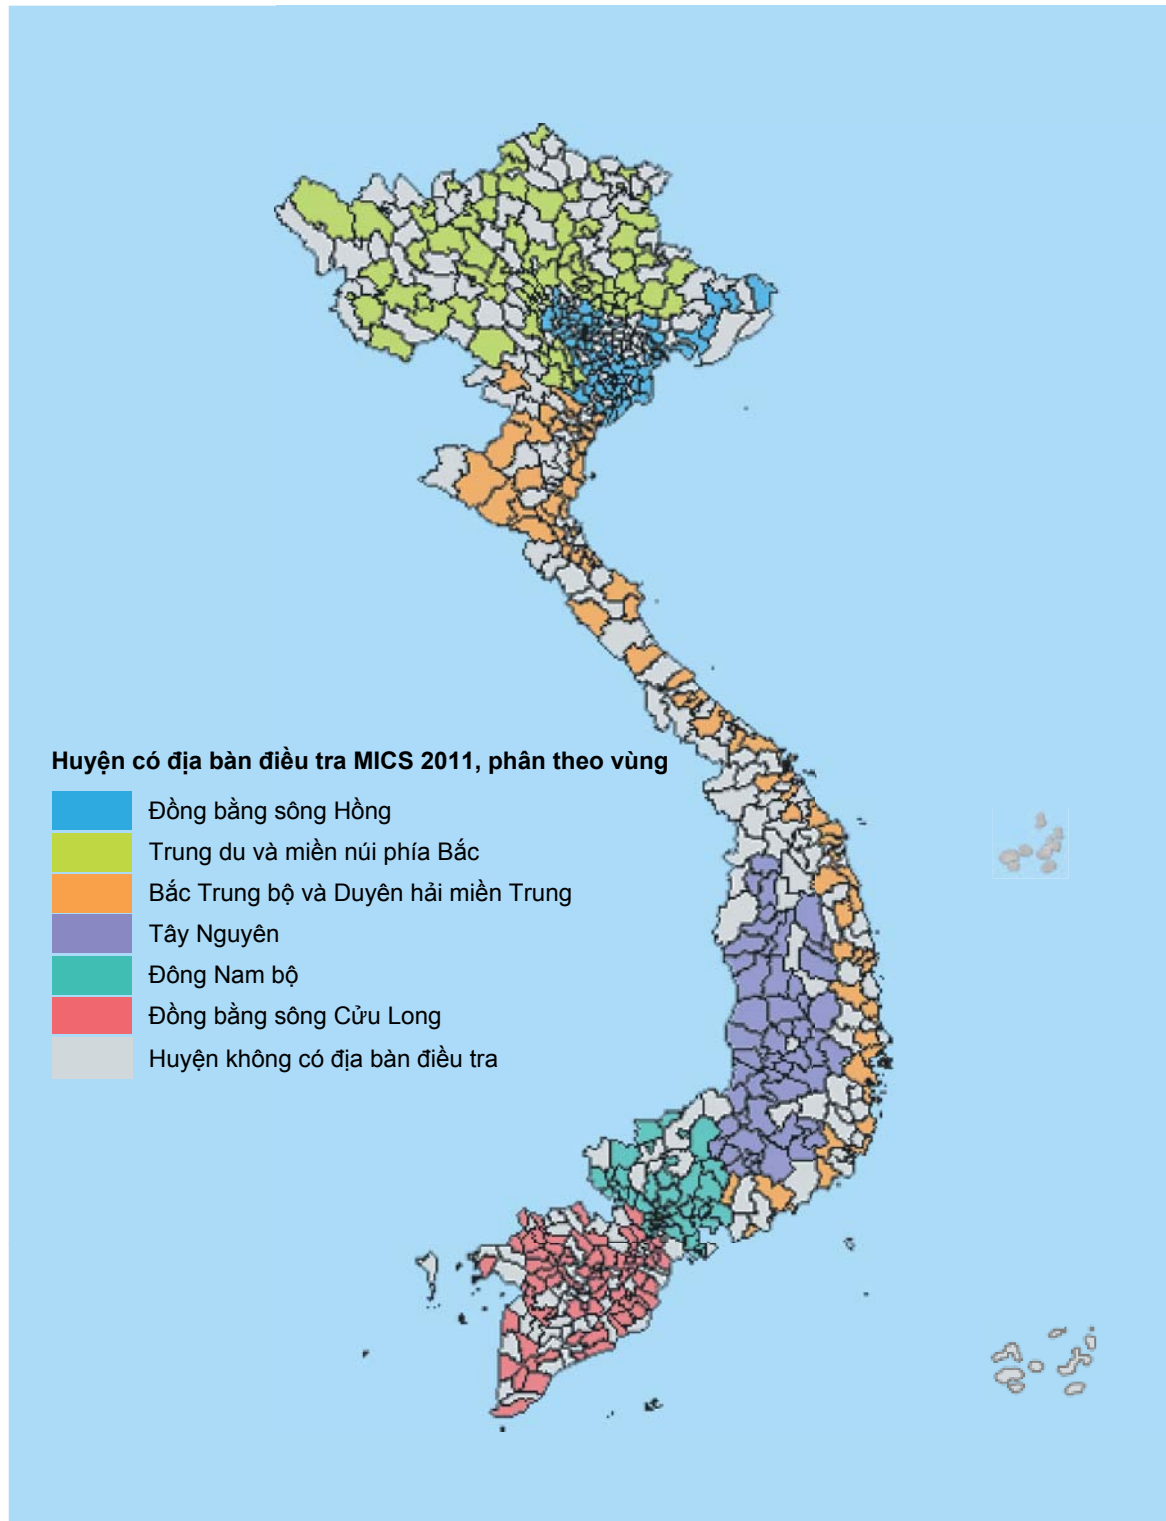 Huyện có địa bàn điều tra MICS 2011, phân theo vùng
Đồng bằng sông Hồng
Trung du và miền núi phía Bắc
Bắc Trung bộ và Duyên hải miền Trung
Tây Nguyên
Đông Nam bộ
Đồng bằng sông Cửu Long
Huyện không có địa bàn điều tra